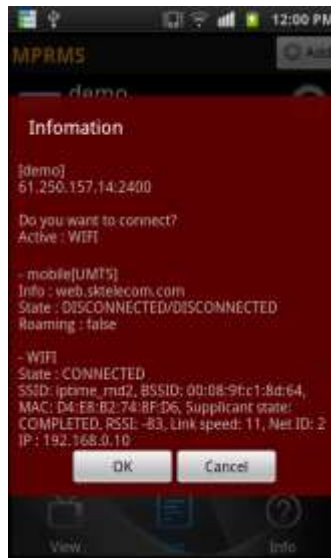 12:00 PM
MPRMS
Add
demo
Infomation
[demo]
61.250.157.14:2400
Do you want to connect?
Active : WIFI
- mobile[UMTS]
Info : web.sktelecom.com
State : DISCONNECTED/DISCONNECTED
Roaming : false
- WIFI
State : CONNECTED
SSID: iptime_rnd2, BSSID: 00:08:9f:c1:8d:64,
MAC: D4:E8:B2:74:8F:D6, Supplicant state:
COMPLETED, RSSI: -83, Link speed: 11, Net ID: 2
IP : 192.168.0.10
OK Cancel
View Info